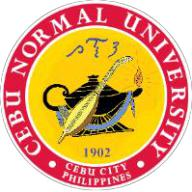 CEBU NORMAL UNIVERSITY
1902
CEBU CITY
PHILIPPINES